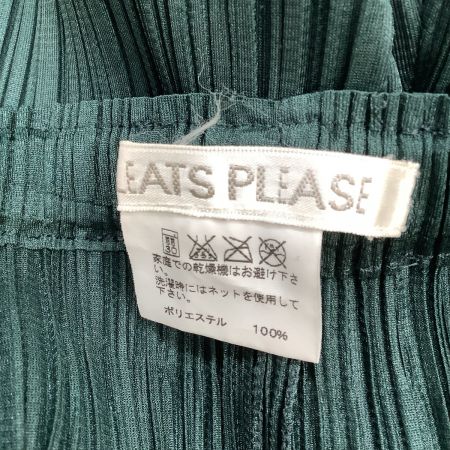 LEATS PLEASE
家庭での乾燥機はお避け下さ
い。
洗濯時にはネットを使用して
下さい。
ポリエステル 100%